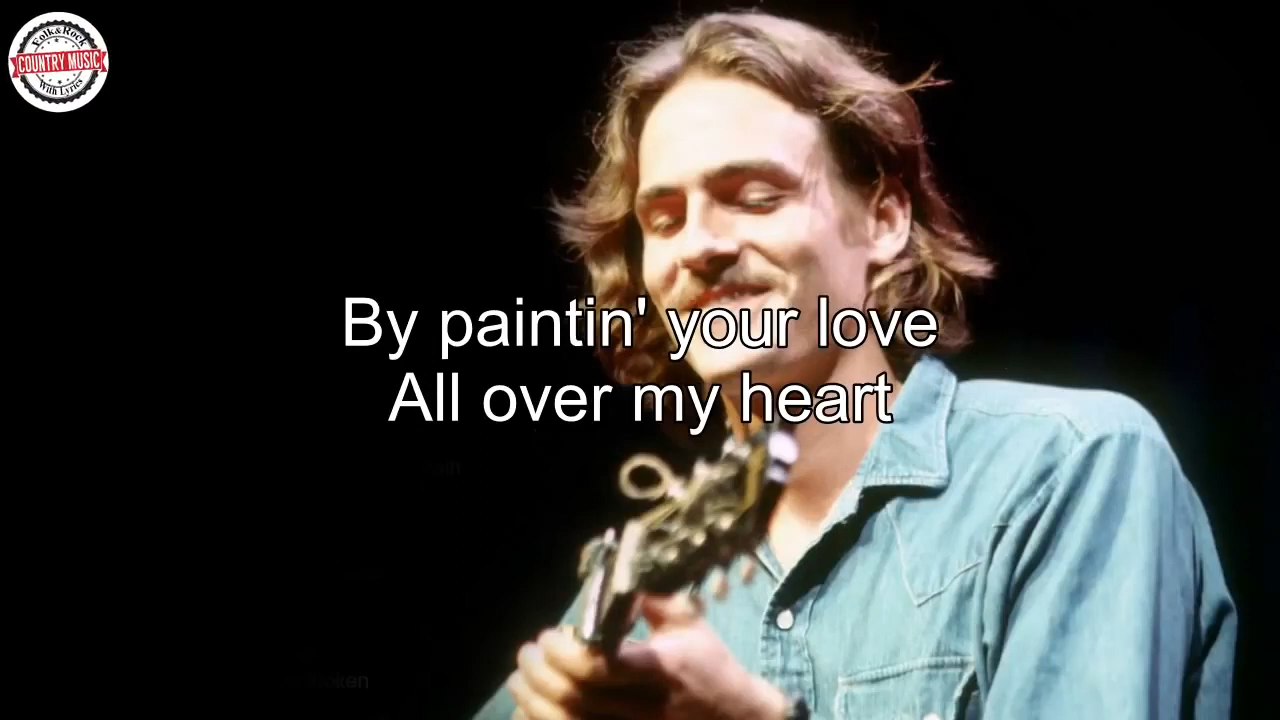 Folk&Rock
COUNTRY MUSIC
With Lyrics
By paintin' your love
All over my heart